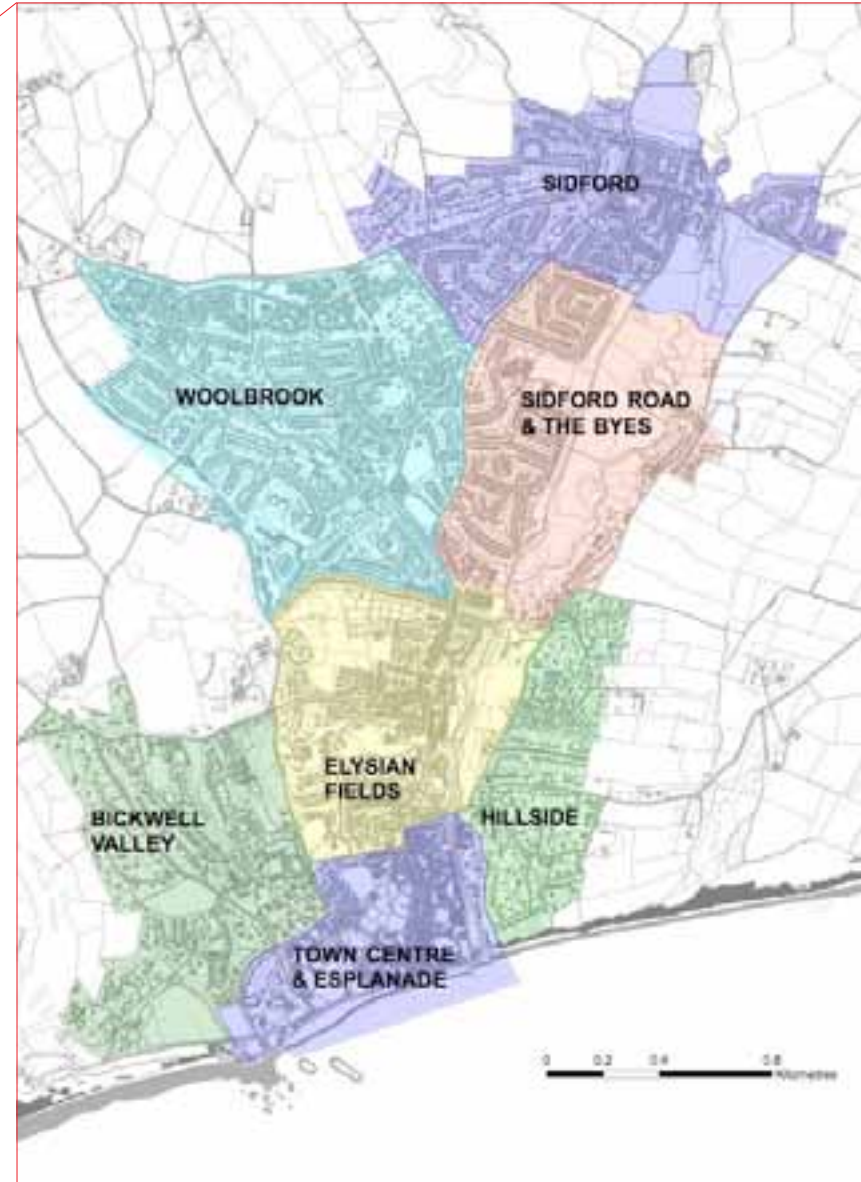 SIDFORD
WOOLBROOK
SIDFORD ROAD
& THE BYES
ELYSIAN
FIELDS
BICKWELL
VALLEY
HILLSIDE
TOWN CENTRE
& ESPLANADE
0 0.2 0.4 0.8
Kilometres